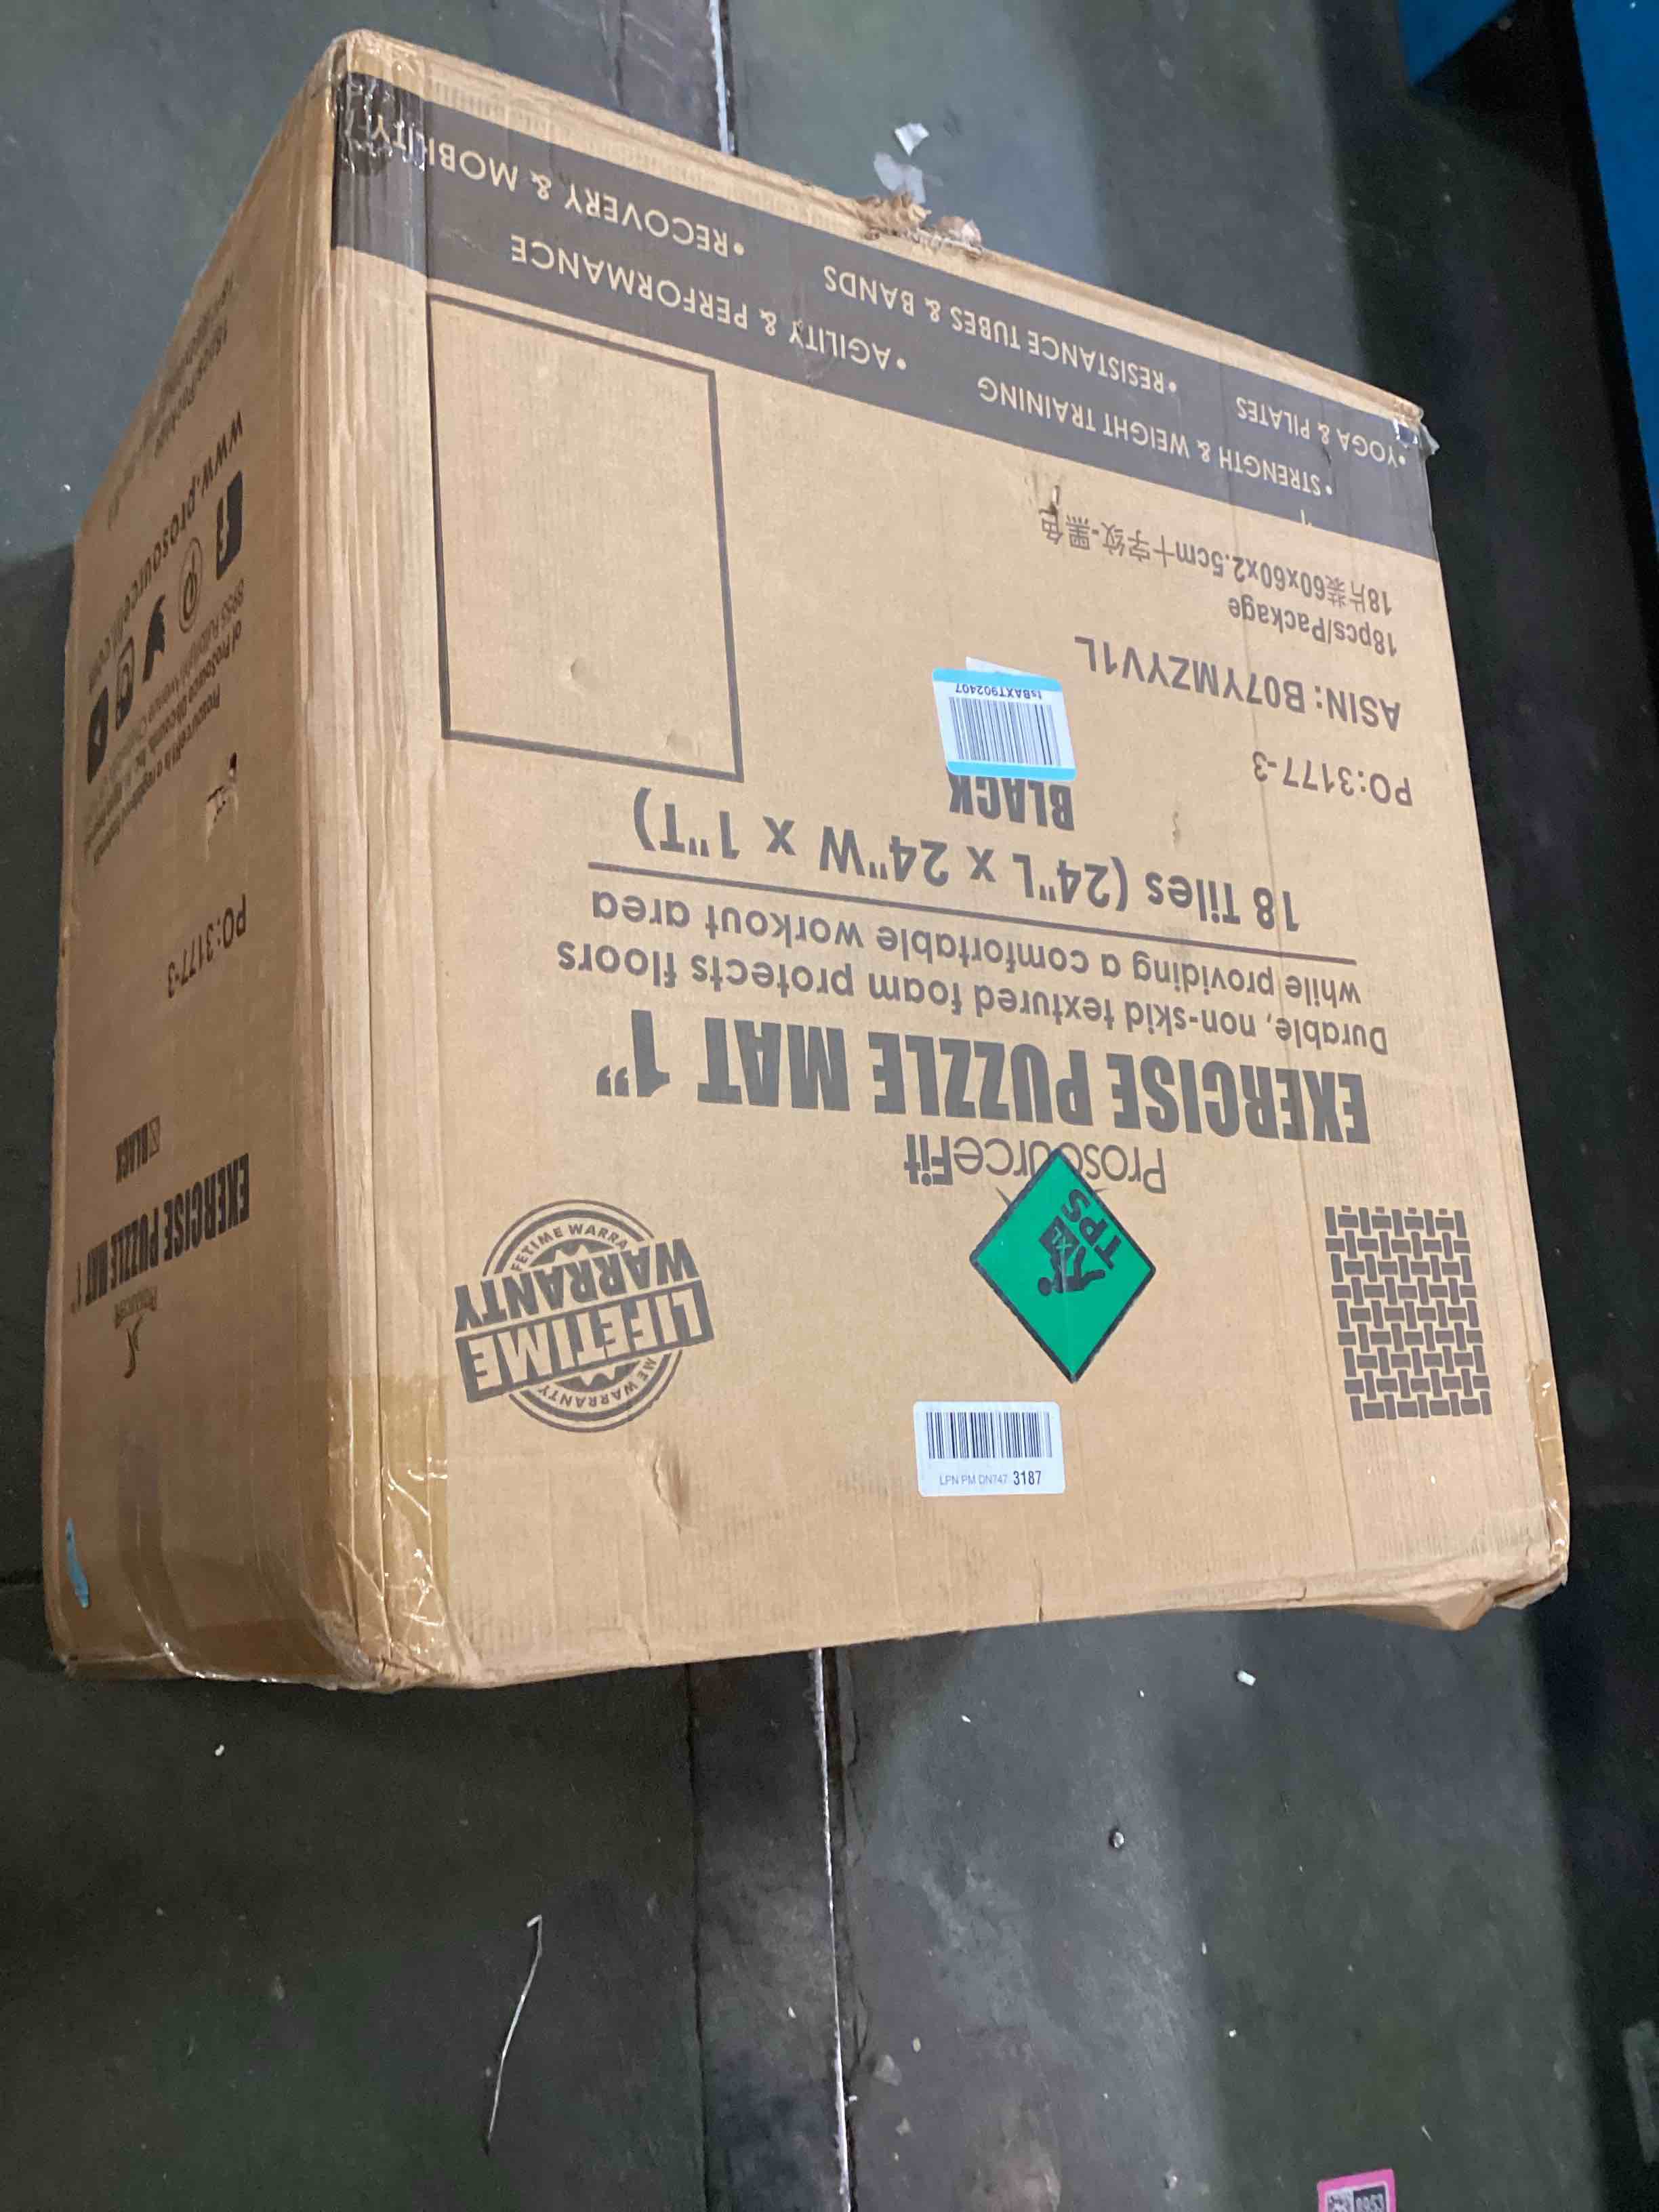 ProsourceFit
EXERCISE PUZZLE MAT 1”
Durable, non-skid textured foam protects floors
while providing a comfortable workout area
18 Tiles (24"L x 24"W x 1"T)
BLACK
PO:3177-3
ASIN: B07YMZYV1L
18pcs/Package
18片装60x60x2.5cm十字纹-黑色
• STRENGTH & WEIGHT TRAINING
• AGILITY & PERFORMANCE
• YOGA & PILATES
• RESISTANCE TUBES & BANDS
• RECOVERY & MOBILITY
LIFETIME
WARRANTY
TPS
XL
tsBAXT902407
LPN PM DN747 3187
EXERCISE PUZZLE MAT 1"
BLACK
PO:3177-3
www.prosourcefit.com